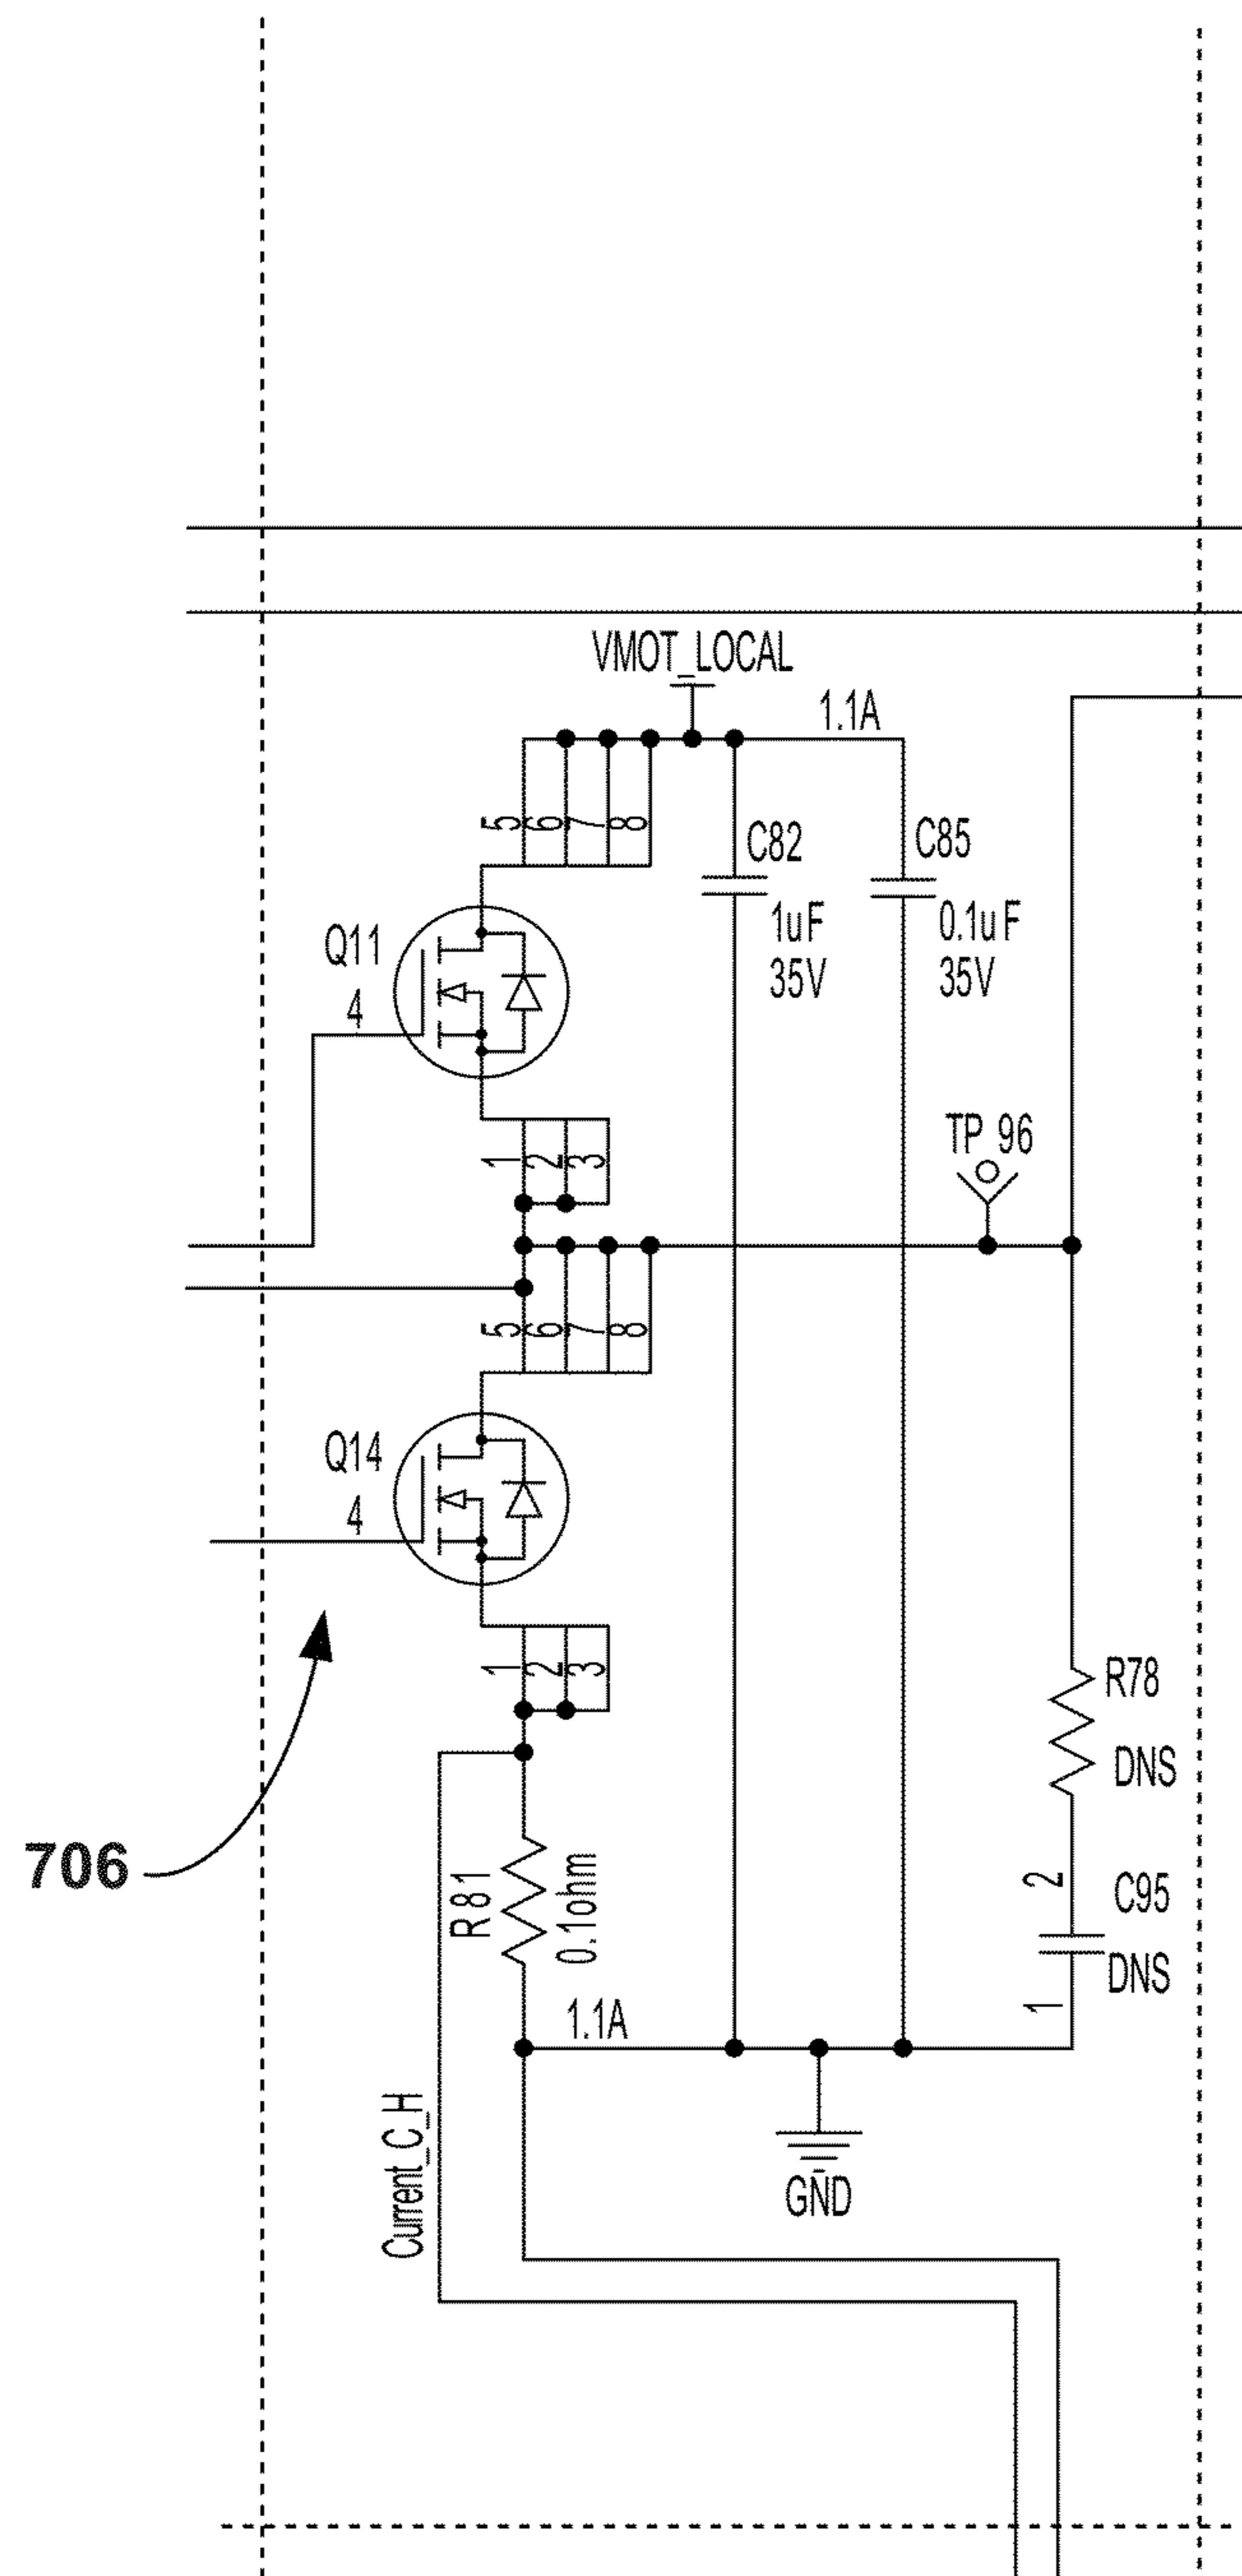 VMOT_LOCAL
1.1A
5
6
7
8
C82
1uF
35V
C85
0.1uF
35V
Q11
4
1
2
3
TP 96
5
6
7
8
Q14
4
1
2
3
R78
DNS
706
R81
0.1ohm
2
C95
DNS
1
1.1A
Current_C_H
GND